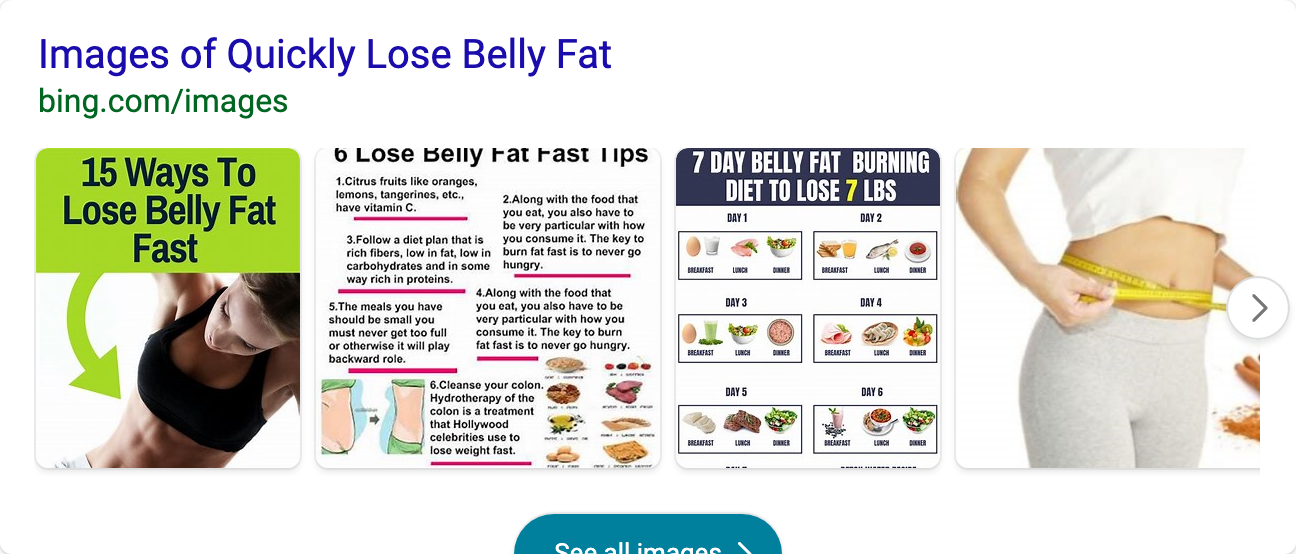 Images of Quickly Lose Belly Fat
bing.com/images
15 Ways To
Lose Belly Fat
Fast
6 Lose Belly Fat Fast Tips
1.Citrus fruits like oranges,
lemons, tangerines, etc.,
have vitamin C.
2.Along with the food that
you eat, you also have to
be very particular with how
you consume it. The key to
burn fat fast is to never go
hungry.
3.Follow a diet plan that is
rich fibers, low in fat, low in
carbohydrates and in some
way rich in proteins.
4.Along with the food that
you eat, you also have to be
very particular with how you
consume it. The key to burn
fat fast is to never go hungry.
5.The meals you have
should be small you
must never get too full
or otherwise it will play
backward role.
6.Cleanse your colon.
Hydrotherapy of the
colon is a treatment
that Hollywood
celebrities use to
lose weight fast.
7 DAY BELLY FAT BURNING
DIET TO LOSE 7 LBS
DAY 1
DAY 2
BREAKFAST LUNCH DINNER
BREAKFAST LUNCH DINNER
DAY 3
DAY 4
BREAKFAST LUNCH DINNER
BREAKFAST LUNCH DINNER
DAY 5
DAY 6
BREAKFAST LUNCH DINNER
BREAKFAST LUNCH DINNER
See all images